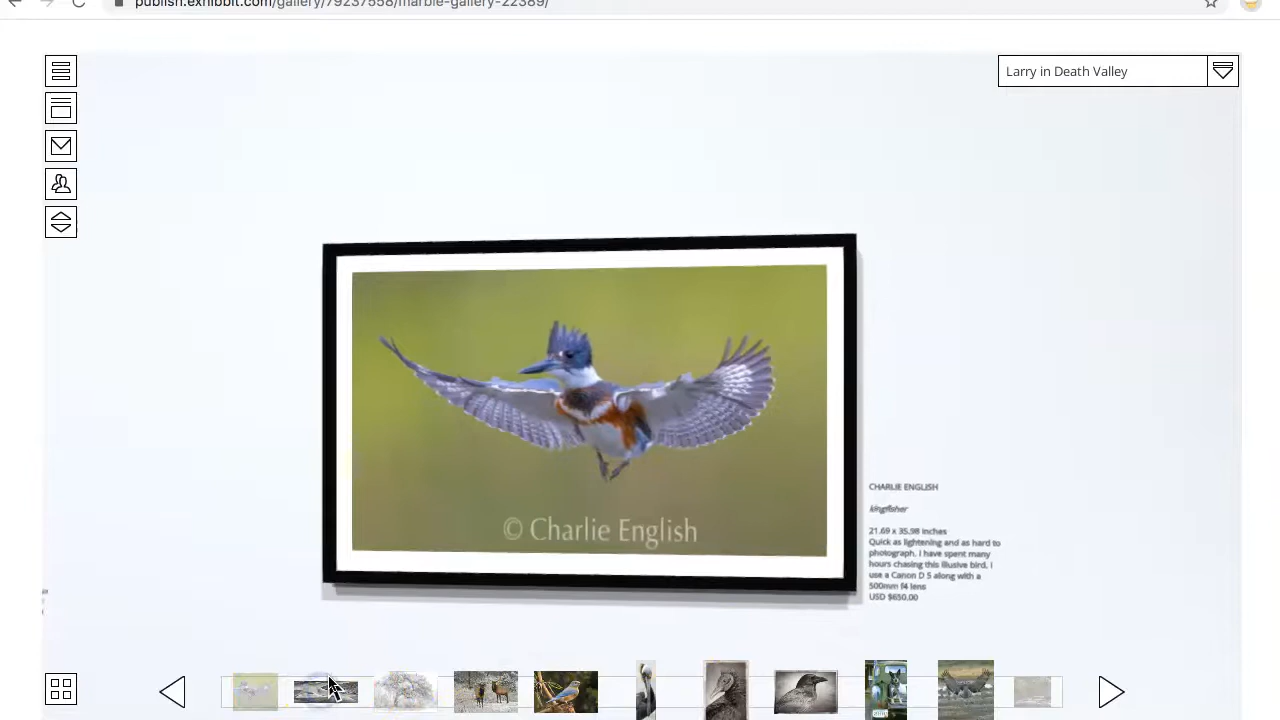 publish.exhibbit.com/gallery/79237558/marble-gallery-22389/
Larry in Death Valley
© Charlie English
CHARLIE ENGLISH
kingfisher
21.69 x 35.98 inches
Quick as lightening and as hard to
photograph. I have spent many
hours chasing this illusive bird. I
use a Canon D 5 along with a
500mm f4 lens
USD $650.00